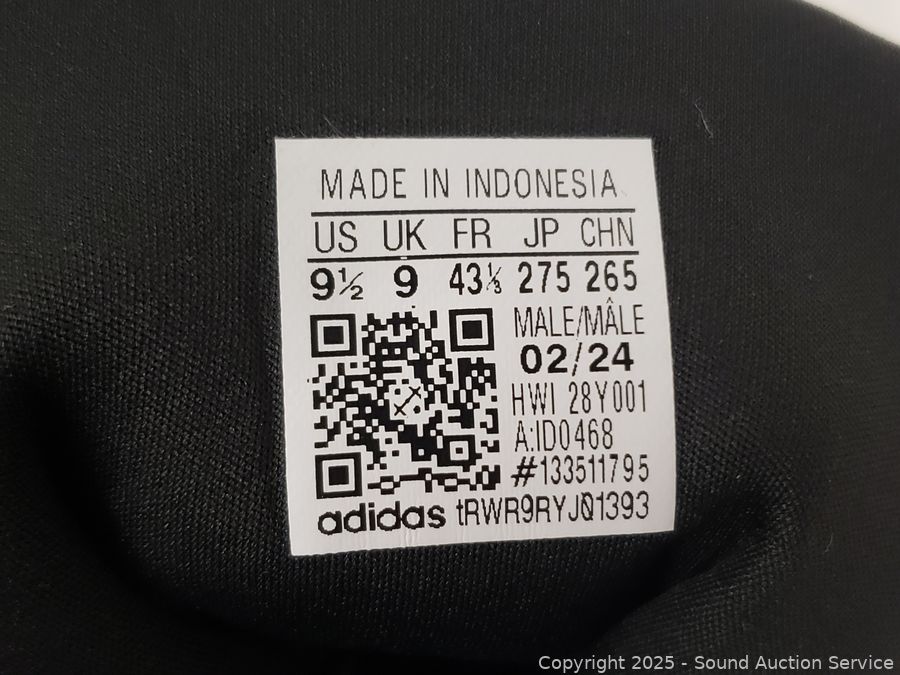 MADE IN INDONESIA
US UK FR JP CHN
9½ 9 43⅓ 275 265
MALE/MÂLE
02/24
HWI 28Y001
A:ID0468
#133511795
adidas tRWR9RYJQ1393
Copyright 2025 - Sound Auction Service